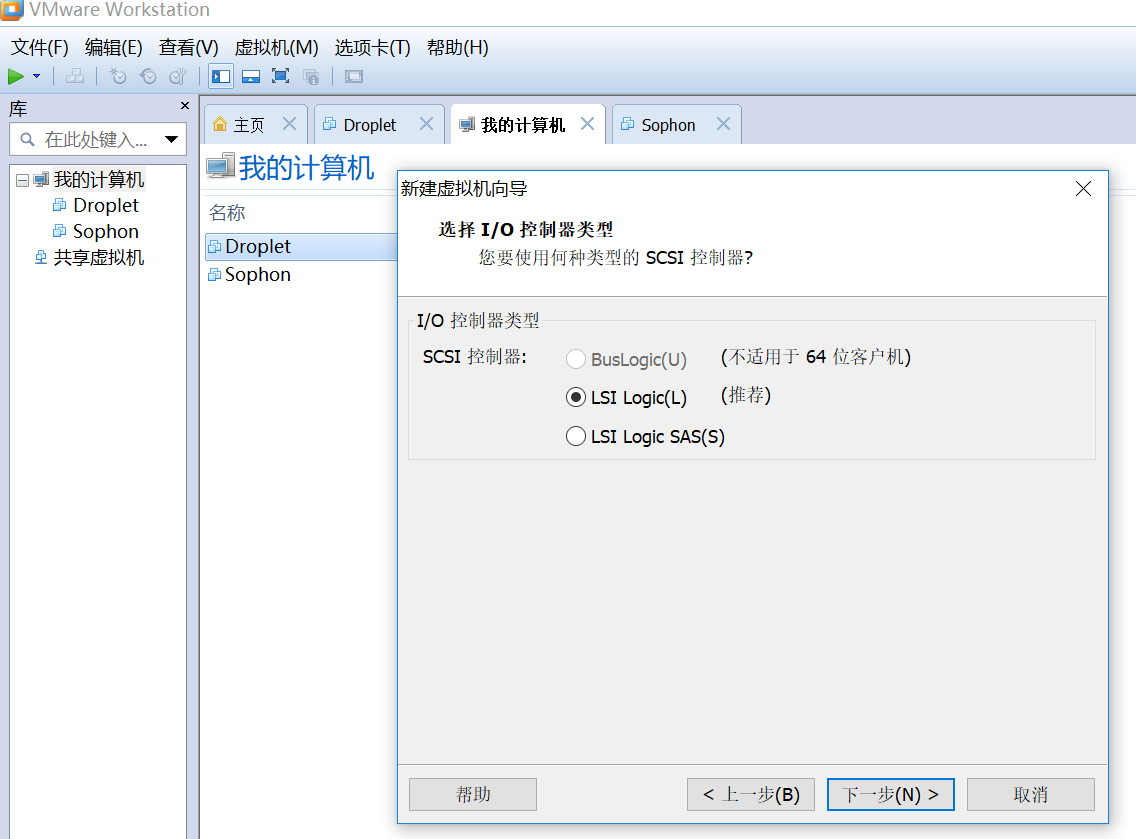 VMware Workstation
文件(F) 编辑(E) 查看(V) 虚拟机(M) 选项卡(T) 帮助(H)
库
在此处键入...
我的计算机
Droplet
Sophon
共享虚拟机
主页 Droplet 我的计算机 Sophon
我的计算机
名称
Droplet
Sophon
新建虚拟机向导
选择 I/O 控制器类型
您要使用何种类型的 SCSI 控制器?
I/O 控制器类型
SCSI 控制器: BusLogic(U) (不适用于 64 位客户机)
LSI Logic(L) (推荐)
LSI Logic SAS(S)
帮助 < 上一步(B) 下一步(N) > 取消